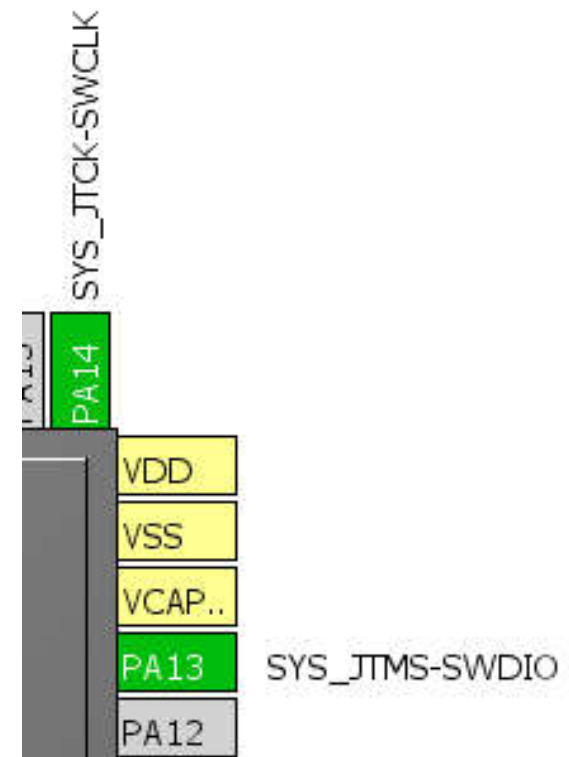 SYS_JTCK-SWCLK
PA14
VDD
VSS
VCAP..
PA13 SYS_JTMS-SWDIO
PA12